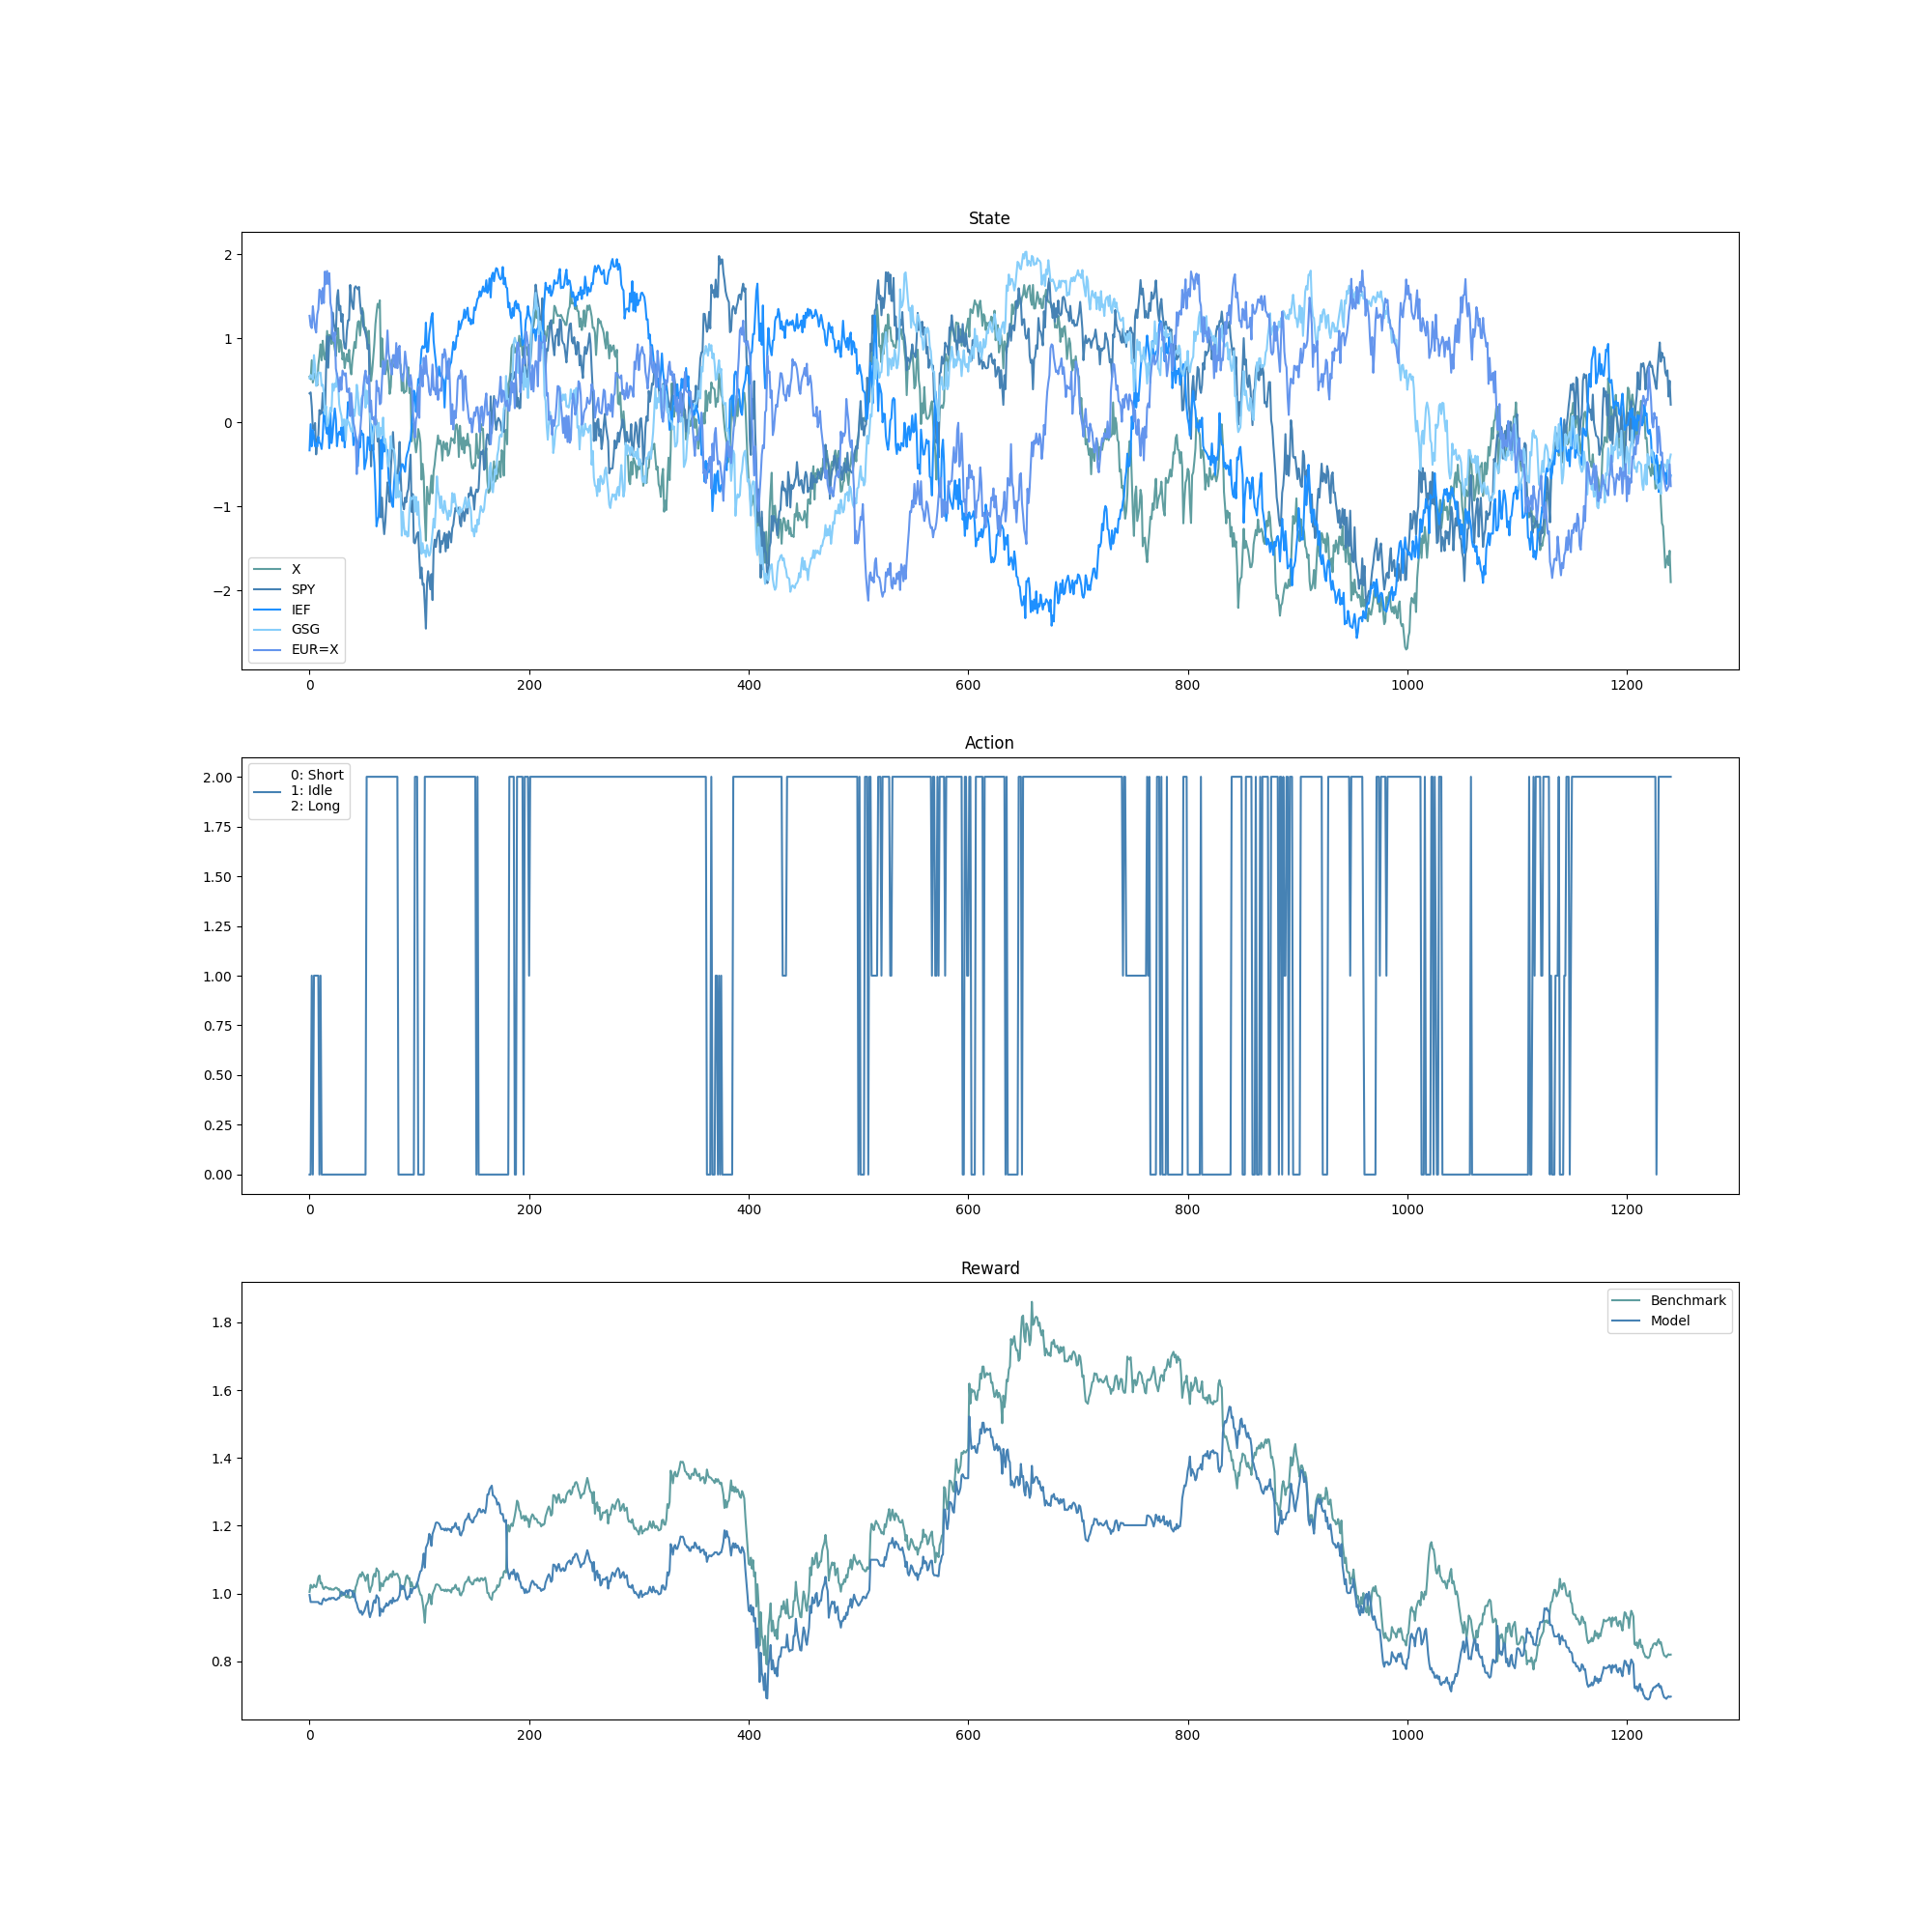 State
2
1
0
−1
−2
X
SPY
IEF
GSG
EUR=X
0 200 400 600 800 1000 1200
Action
2.00
1.75
1.50
1.25
1.00
0.75
0.50
0.25
0.00
0: Short
1: Idle
2: Long
0 200 400 600 800 1000 1200
Reward
1.8
1.6
1.4
1.2
1.0
0.8
Benchmark
Model
0 200 400 600 800 1000 1200